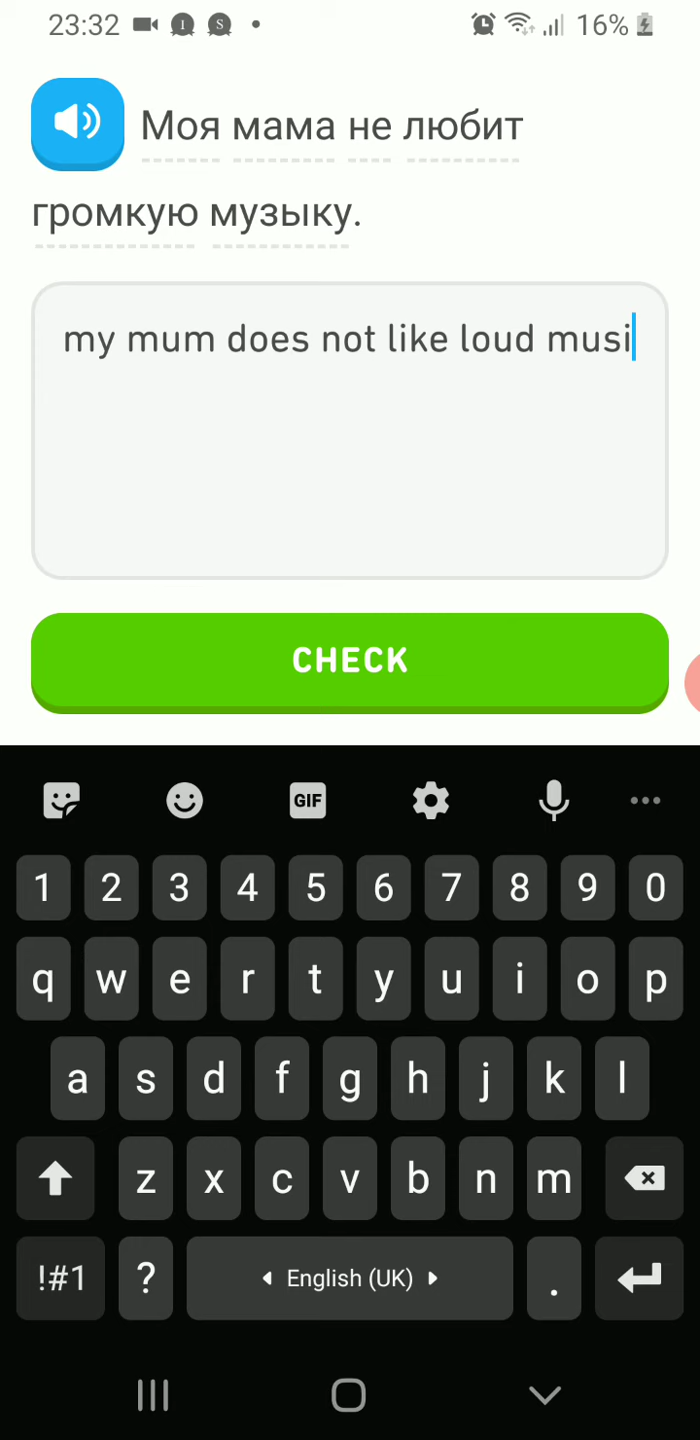 23:32 I S 16%
Моя мама не любит
громкую музыку.
my mum does not like loud musi
CHECK
GIF
1 2 3 4 5 6 7 8 9 0
q w e r t y u i o p
a s d f g h j k l
z x c v b n m
!#1 ? English (UK) .